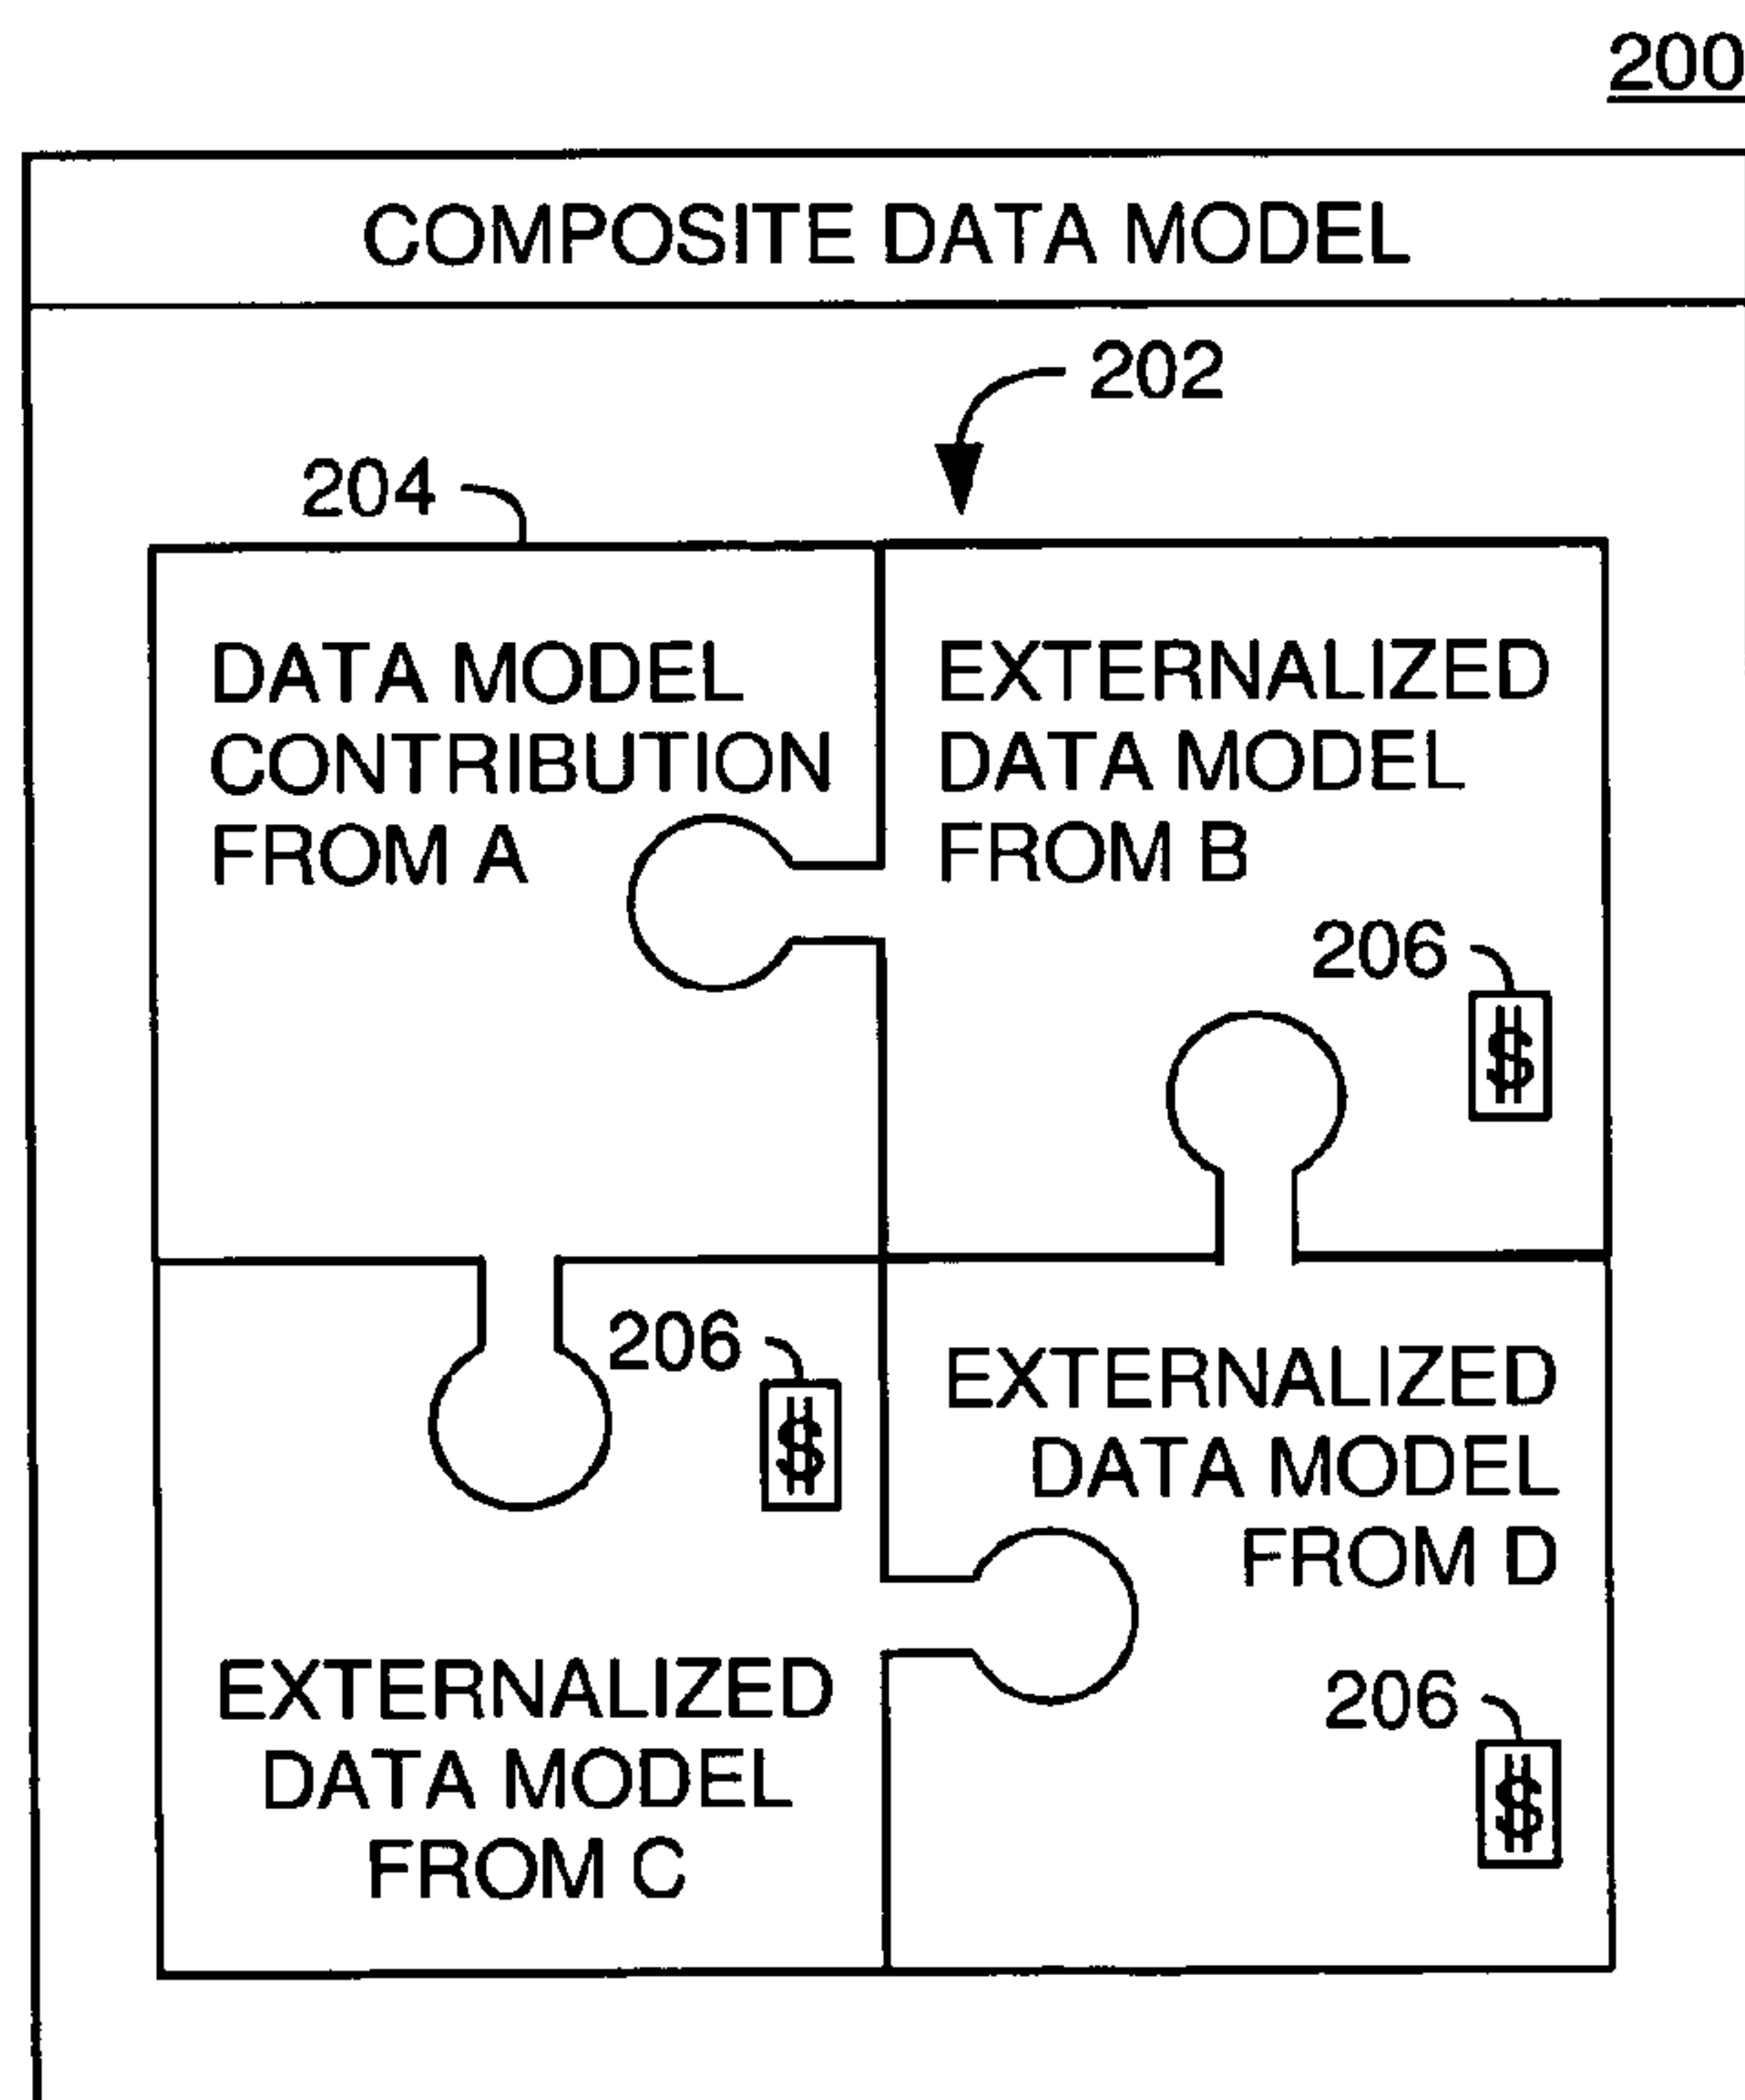 200
COMPOSITE DATA MODEL
202
204
DATA MODEL
CONTRIBUTION
FROM A
EXTERNALIZED
DATA MODEL
FROM B
206
$
206
$
EXTERNALIZED
DATA MODEL
FROM D
EXTERNALIZED
DATA MODEL
FROM C
206
$